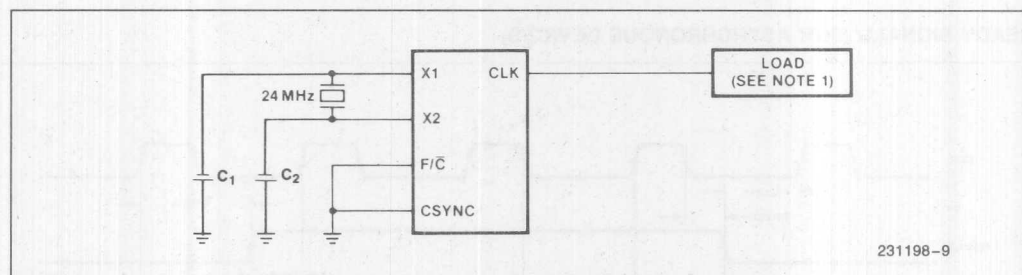 X1
CLK
LOAD
(SEE NOTE 1)
24 MHz
X2
C1
C2
F/C̅
CSYNC
231198-9